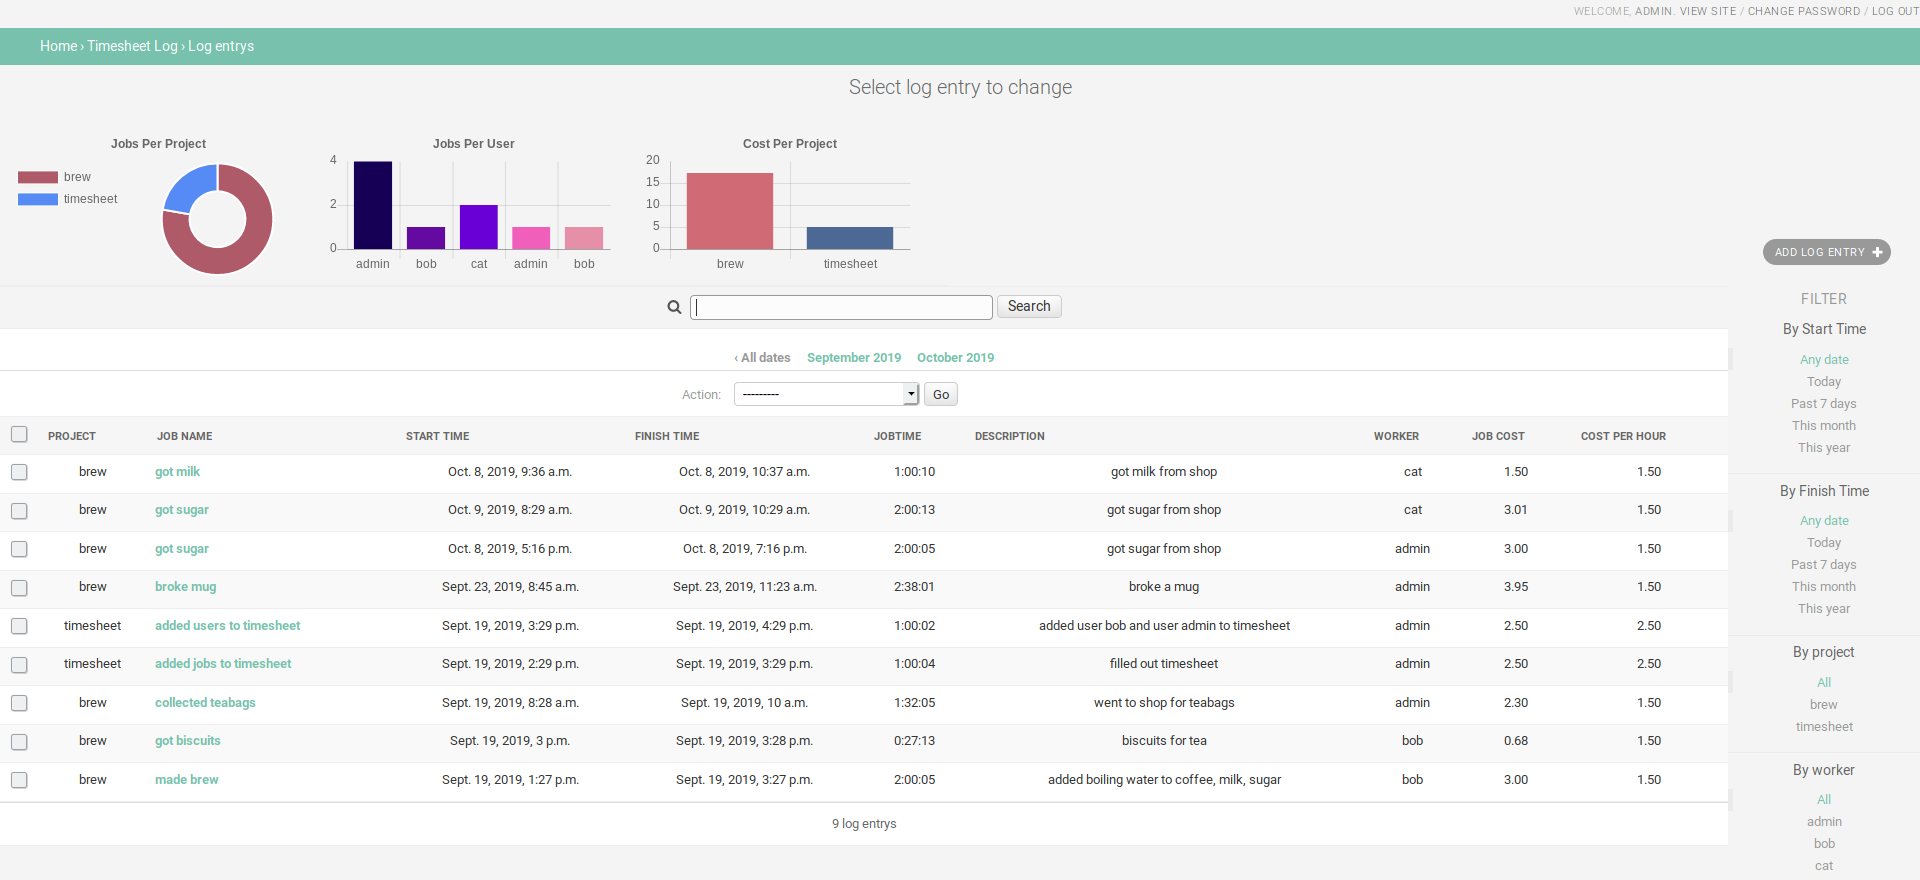 WELCOME, ADMIN. VIEW SITE / CHANGE PASSWORD / LOG OUT
Home › Timesheet Log › Log entrys
Select log entry to change
Jobs Per Project
brew
timesheet
Jobs Per User
4
2
0
admin bob cat admin bob
Cost Per Project
20
15
10
5
0
brew timesheet
Search
‹ All dates September 2019 October 2019
Action: --------- Go
PROJECT JOB NAME START TIME FINISH TIME JOBTIME DESCRIPTION WORKER JOB COST COST PER HOUR
brew got milk Oct. 8, 2019, 9:36 a.m. Oct. 8, 2019, 10:37 a.m. 1:00:10 got milk from shop cat 1.50 1.50
brew got sugar Oct. 9, 2019, 8:29 a.m. Oct. 9, 2019, 10:29 a.m. 2:00:13 got sugar from shop cat 3.01 1.50
brew got sugar Oct. 8, 2019, 5:16 p.m. Oct. 8, 2019, 7:16 p.m. 2:00:05 got sugar from shop admin 3.00 1.50
brew broke mug Sept. 23, 2019, 8:45 a.m. Sept. 23, 2019, 11:23 a.m. 2:38:01 broke a mug admin 3.95 1.50
timesheet added users to timesheet Sept. 19, 2019, 3:29 p.m. Sept. 19, 2019, 4:29 p.m. 1:00:02 added user bob and user admin to timesheet admin 2.50 2.50
timesheet added jobs to timesheet Sept. 19, 2019, 2:29 p.m. Sept. 19, 2019, 3:29 p.m. 1:00:04 filled out timesheet admin 2.50 2.50
brew collected teabags Sept. 19, 2019, 8:28 a.m. Sept. 19, 2019, 10 a.m. 1:32:05 went to shop for teabags admin 2.30 1.50
brew got biscuits Sept. 19, 2019, 3 p.m. Sept. 19, 2019, 3:28 p.m. 0:27:13 biscuits for tea bob 0.68 1.50
brew made brew Sept. 19, 2019, 1:27 p.m. Sept. 19, 2019, 3:27 p.m. 2:00:05 added boiling water to coffee, milk, sugar bob 3.00 1.50
9 log entrys
ADD LOG ENTRY
FILTER
By Start Time
Any date
Today
Past 7 days
This month
This year
By Finish Time
Any date
Today
Past 7 days
This month
This year
By project
All
brew
timesheet
By worker
All
admin
bob
cat